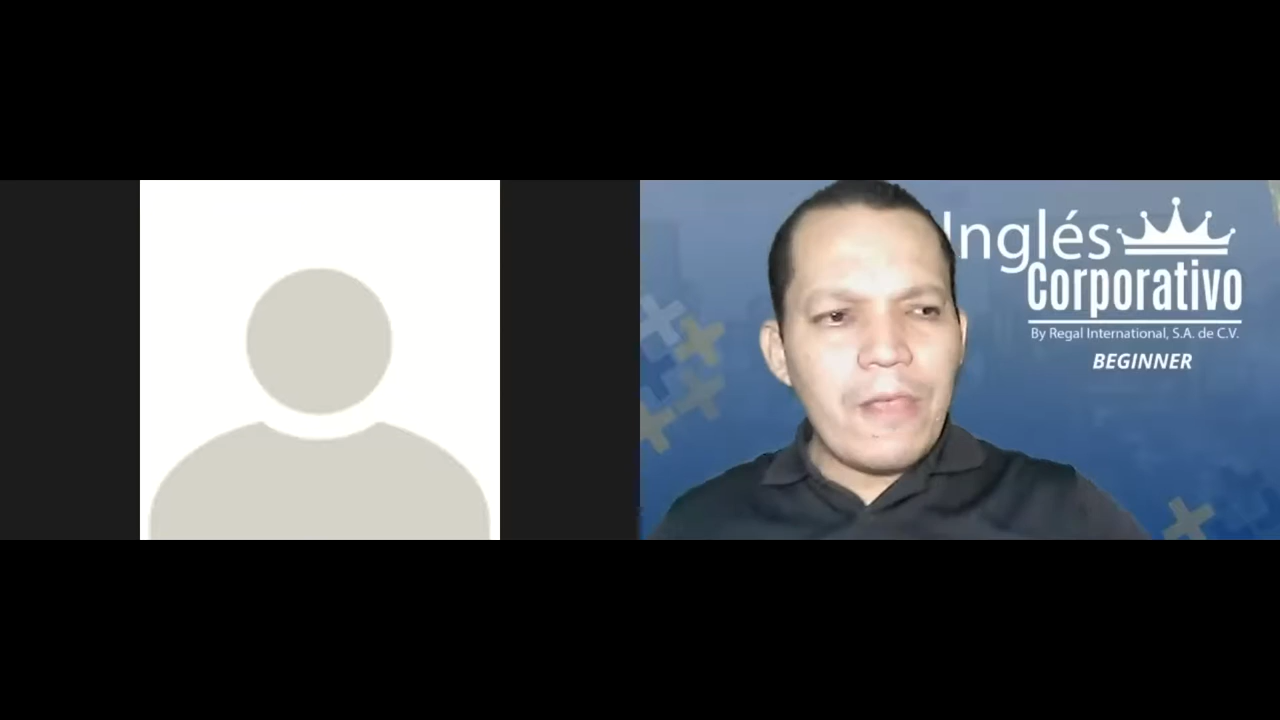 Inglés
Corporativo
By Regal International, S.A. de C.V.
BEGINNER